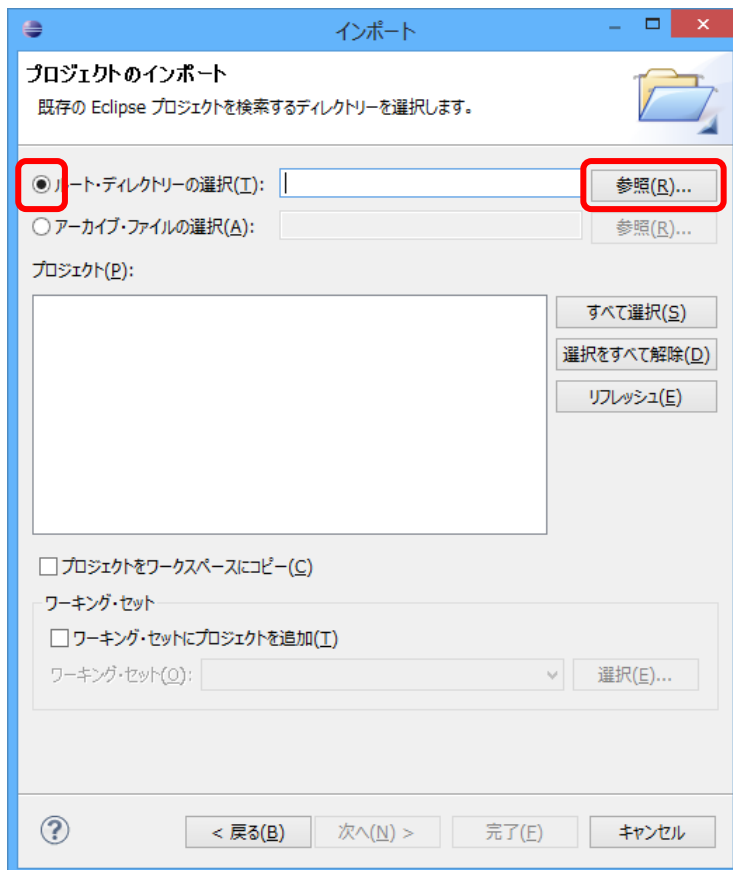 インポート
プロジェクトのインポート
既存の Eclipse プロジェクトを検索するディレクトリーを選択します。
ルート・ディレクトリーの選択(T): 参照(R)...
アーカイブ・ファイルの選択(A): 参照(R)...
プロジェクト(P):
すべて選択(S)
選択をすべて解除(D)
リフレッシュ(E)
プロジェクトをワークスペースにコピー(C)
ワーキング・セット
ワーキング・セットにプロジェクトを追加(T)
ワーキング・セット(O): 選択(E)...
? < 戻る(B) 次へ(N) > 完了(F) キャンセル